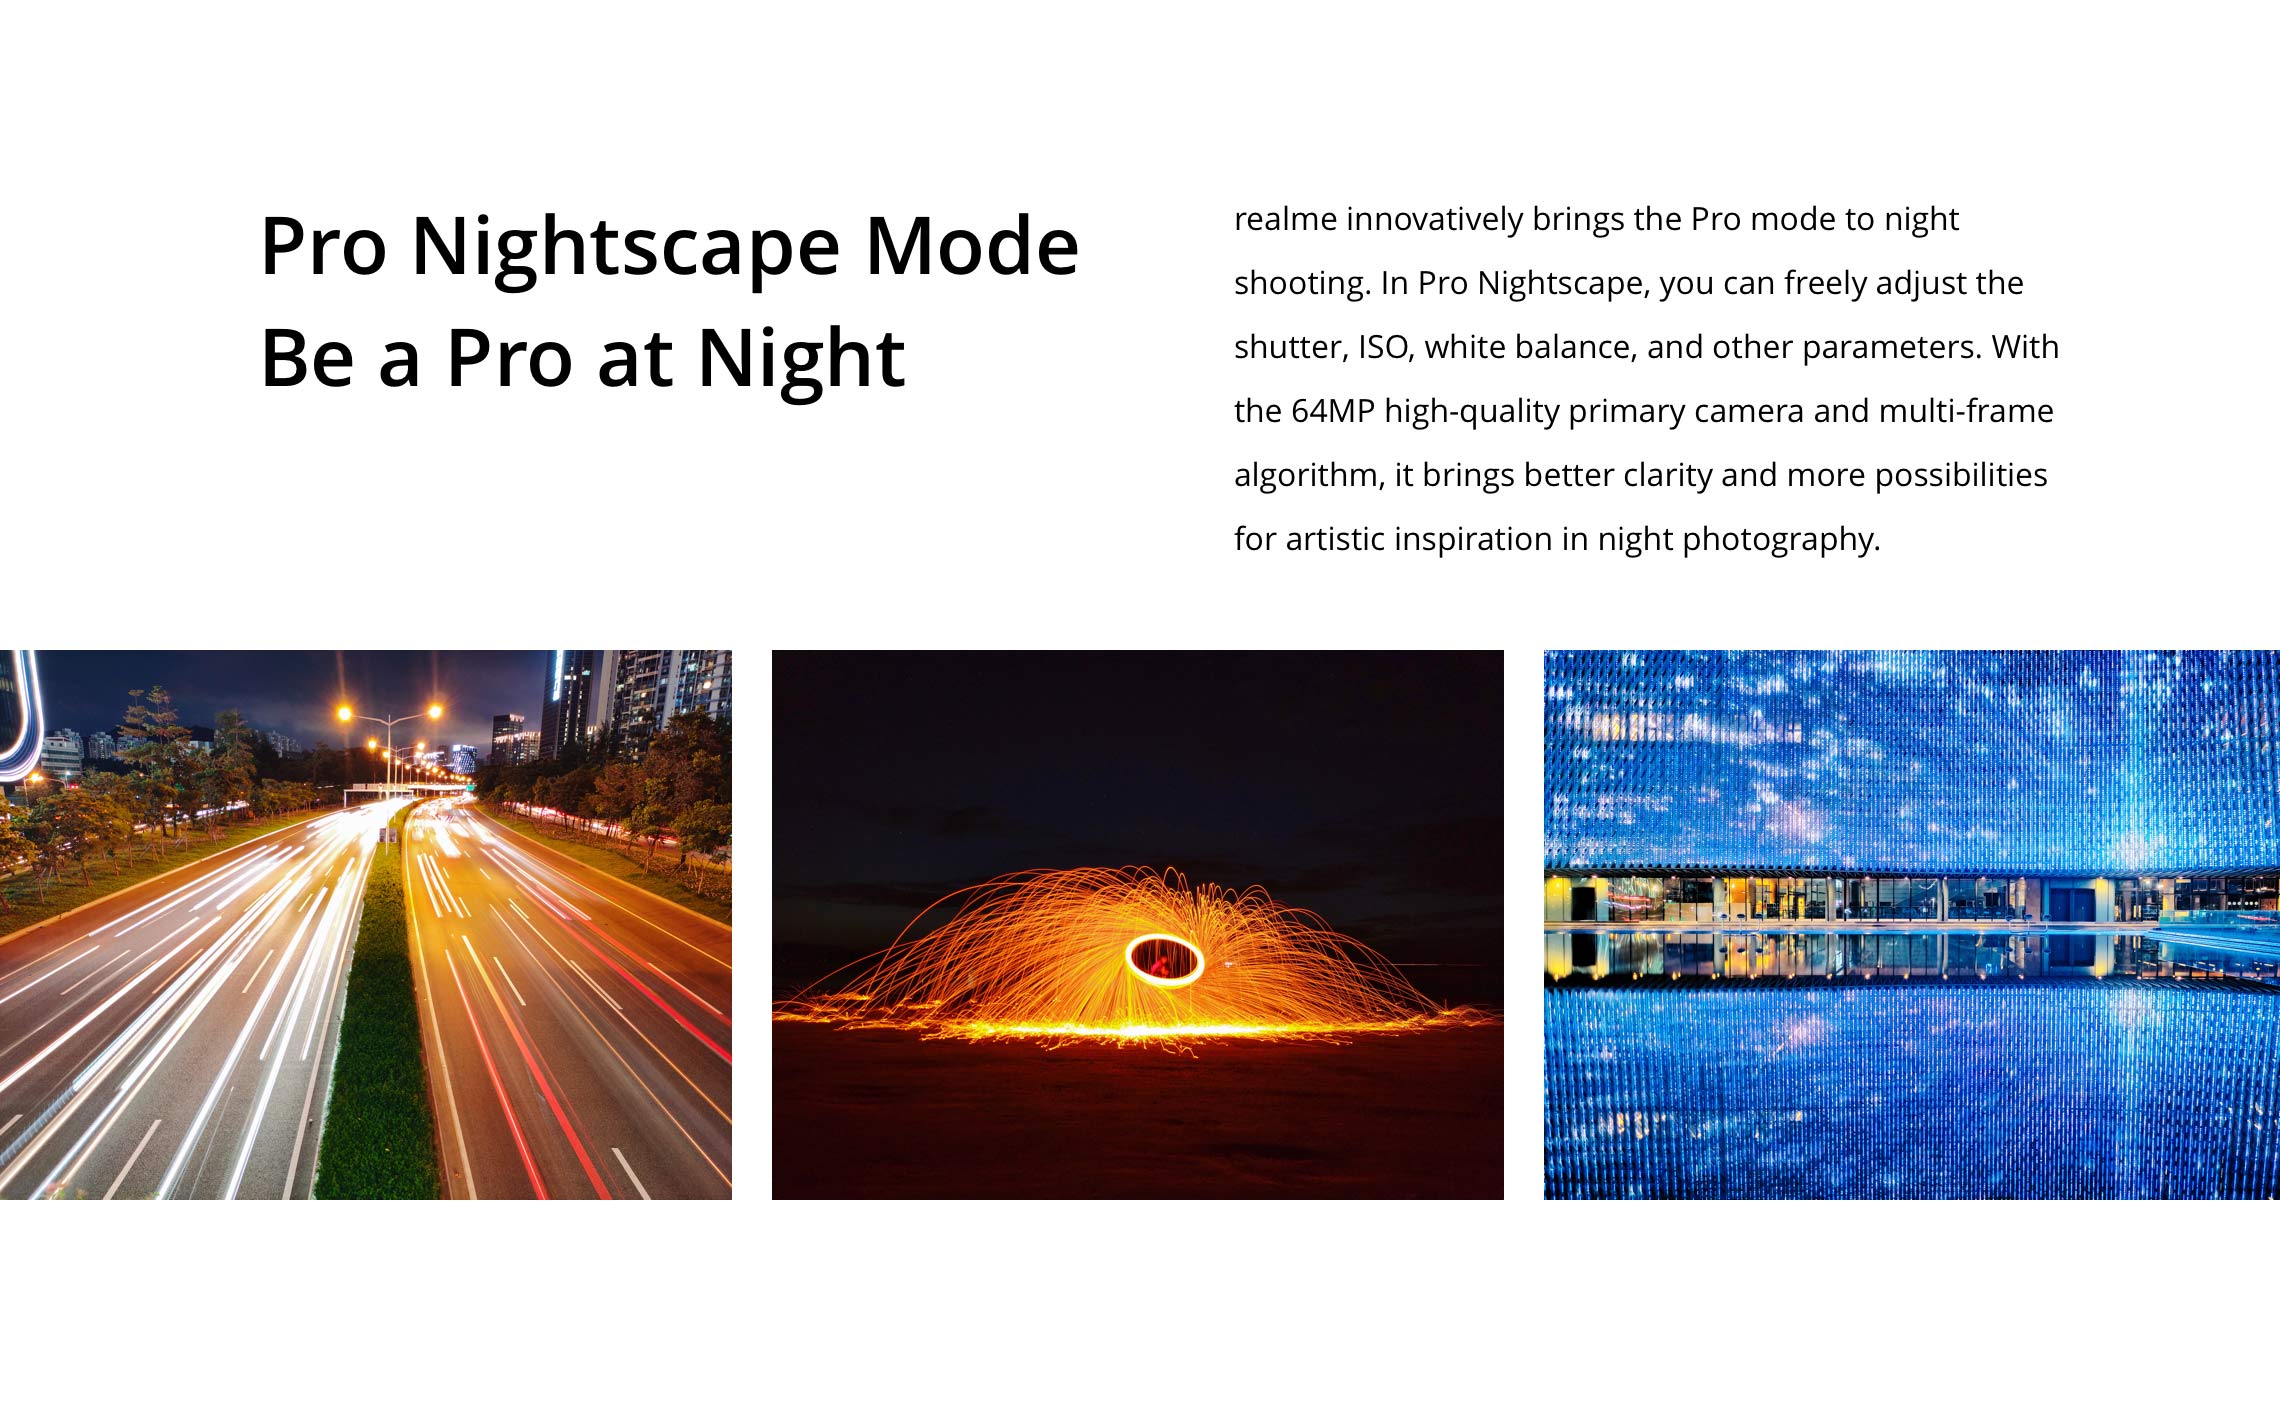 Pro Nightscape Mode
Be a Pro at Night
realme innovatively brings the Pro mode to night
shooting. In Pro Nightscape, you can freely adjust the
shutter, ISO, white balance, and other parameters. With
the 64MP high-quality primary camera and multi-frame
algorithm, it brings better clarity and more possibilities
for artistic inspiration in night photography.